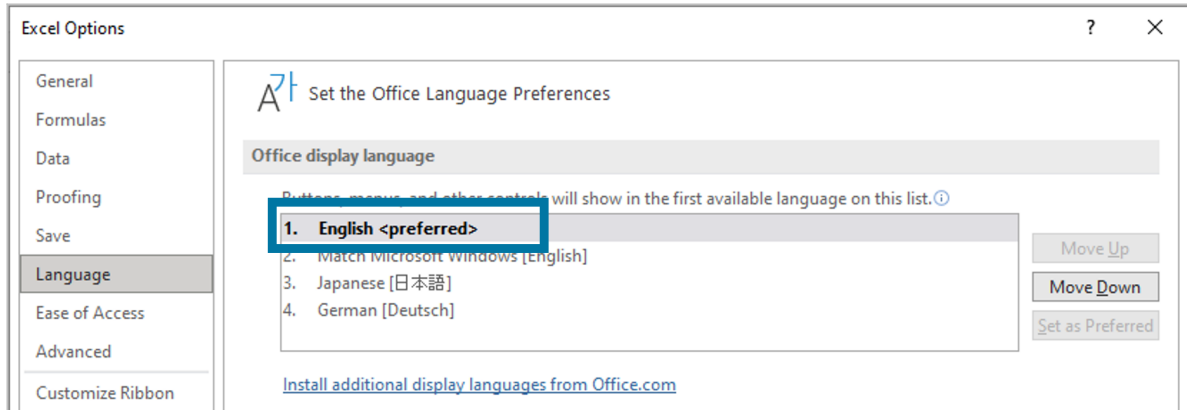 Excel Options
?
General
Formulas
Data
Proofing
Save
Language
Ease of Access
Advanced
Customize Ribbon
A가
Set the Office Language Preferences
Office display language
Buttons, menus, and other controls will show in the first available language on this list.
1. English <preferred>
2. Match Microsoft Windows [English]
3. Japanese [日本語]
4. German [Deutsch]
Move Up
Move Down
Set as Preferred
Install additional display languages from Office.com